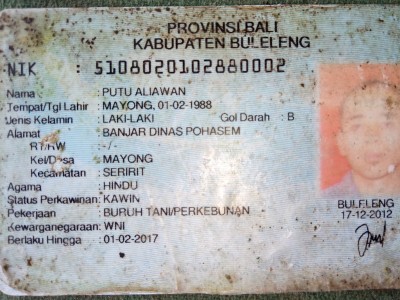 PROVINSI BALI
KABUPATEN BULELENG
NIK : 5108020102880002
Nama : PUTU ALIAWAN
Tempat/Tgl Lahir : MAYONG, 01-02-1988
Jenis Kelamin : LAKI-LAKI Gol Darah : B
Alamat : BANJAR DINAS POHASEM
RT/RW : -/-
Kel/Desa : MAYONG
Kecamatan : SERIRIT
Agama : HINDU
Status Perkawinan: KAWIN
Pekerjaan : BURUH TANI/PERKEBUNAN
Kewarganegaraan: WNI
Berlaku Hingga : 01-02-2017
BULELENG
17-12-2012